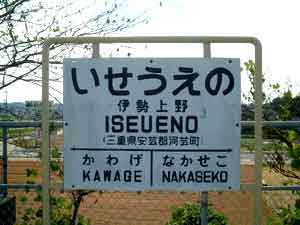 いせうえの
伊勢上野
ISEUENO
(三重県安芸郡河芸町)
かわげ なかせこ
KAWAGE NAKASEKO